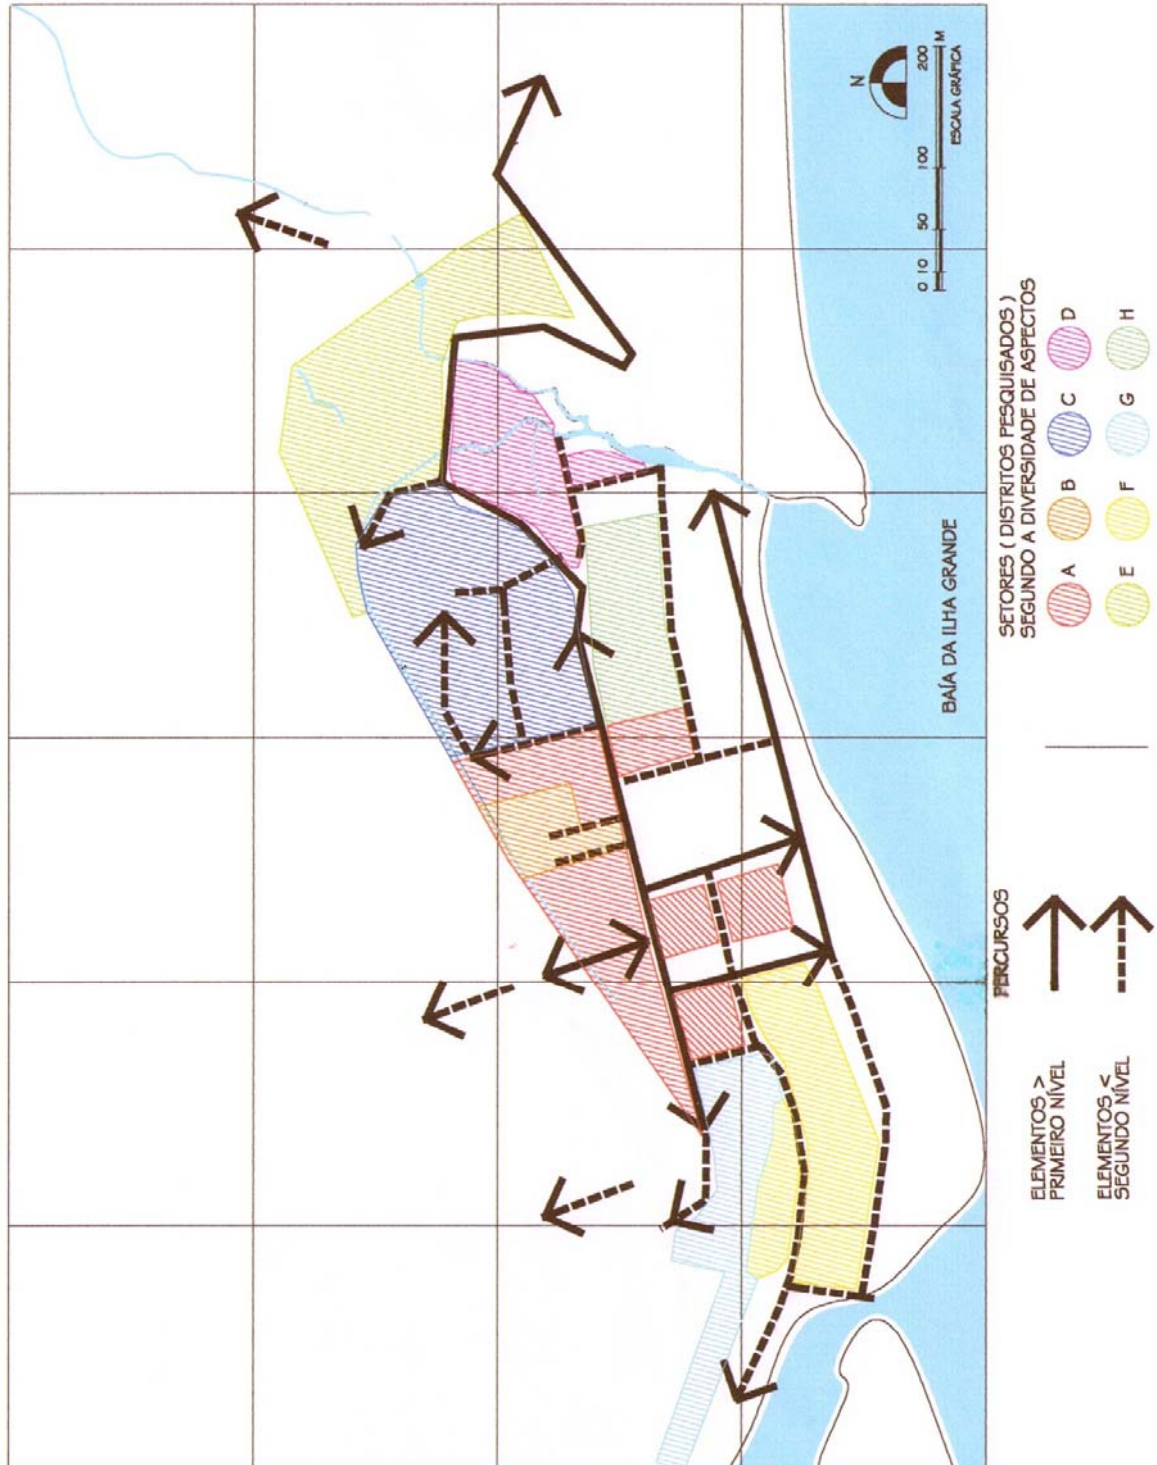 N
0 10 50 100 200 M
ESCALA GRÁFICA
BAÍA DA ILHA GRANDE
PERCURSOS
ELEMENTOS >
PRIMEIRO NÍVEL
ELEMENTOS <
SEGUNDO NÍVEL
SETORES ( DISTRITOS PESQUISADOS )
SEGUNDO A DIVERSIDADE DE ASPECTOS
A B C D
E F G H